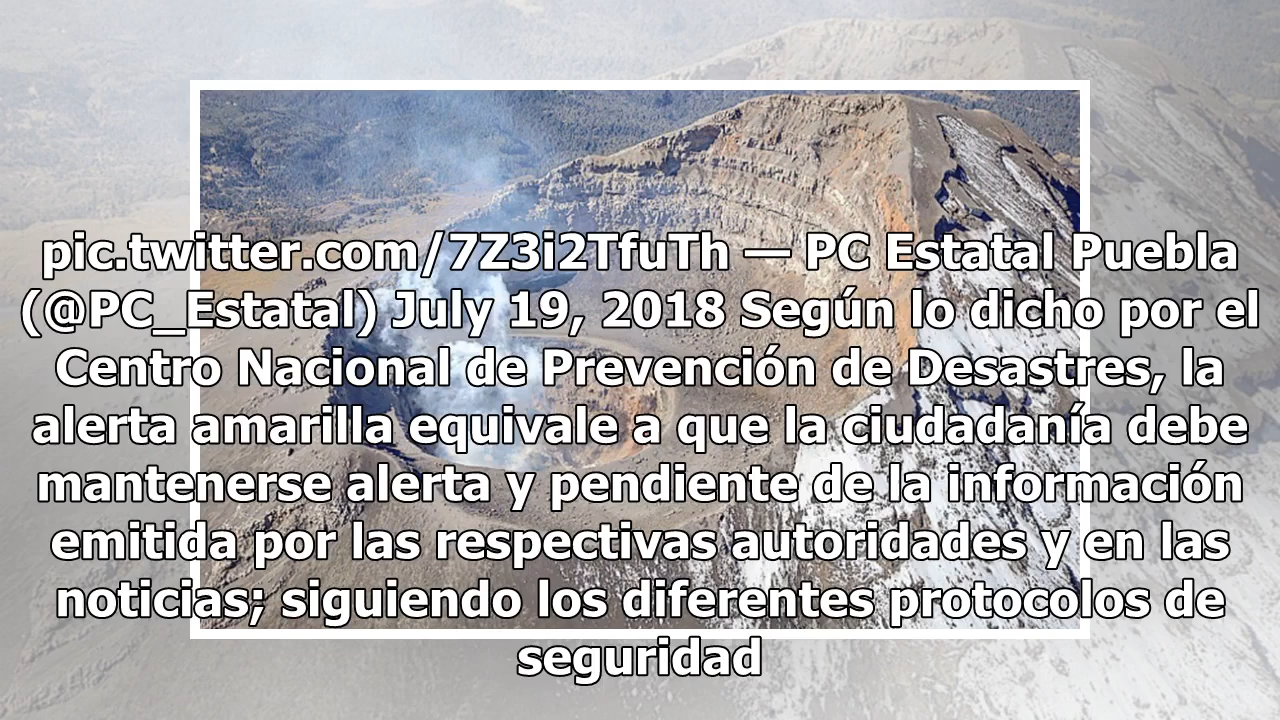 pic.twitter.com/7Z3i2TfuTh — PC Estatal Puebla
(@PC_Estatal) July 19, 2018 Según lo dicho por el
Centro Nacional de Prevención de Desastres, la
alerta amarilla equivale a que la ciudadanía debe
mantenerse alerta y pendiente de la información
emitida por las respectivas autoridades y en las
noticias; siguiendo los diferentes protocolos de
seguridad